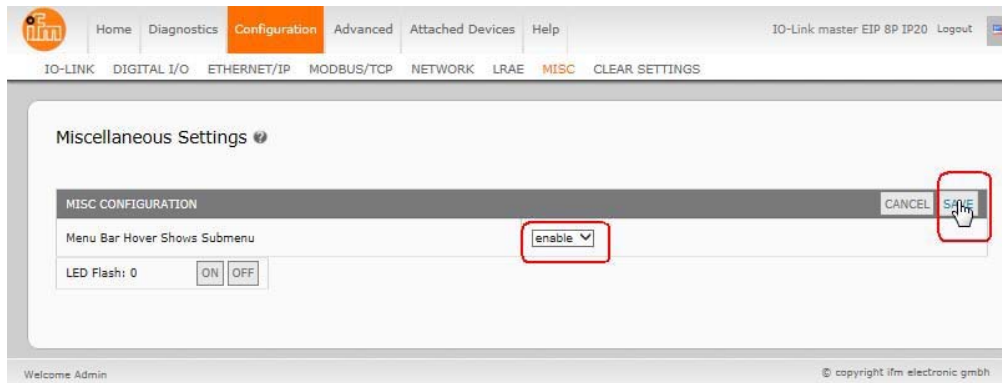 ifm Home Diagnostics Configuration Advanced Attached Devices Help IO-Link master EIP 8P IP20 Logout
IO-LINK DIGITAL I/O ETHERNET/IP MODBUS/TCP NETWORK LRAE MISC CLEAR SETTINGS
Miscellaneous Settings ?
MISC CONFIGURATION CANCEL SAVE
Menu Bar Hover Shows Submenu enable
LED Flash: 0 ON OFF
Welcome Admin © copyright ifm electronic gmbh